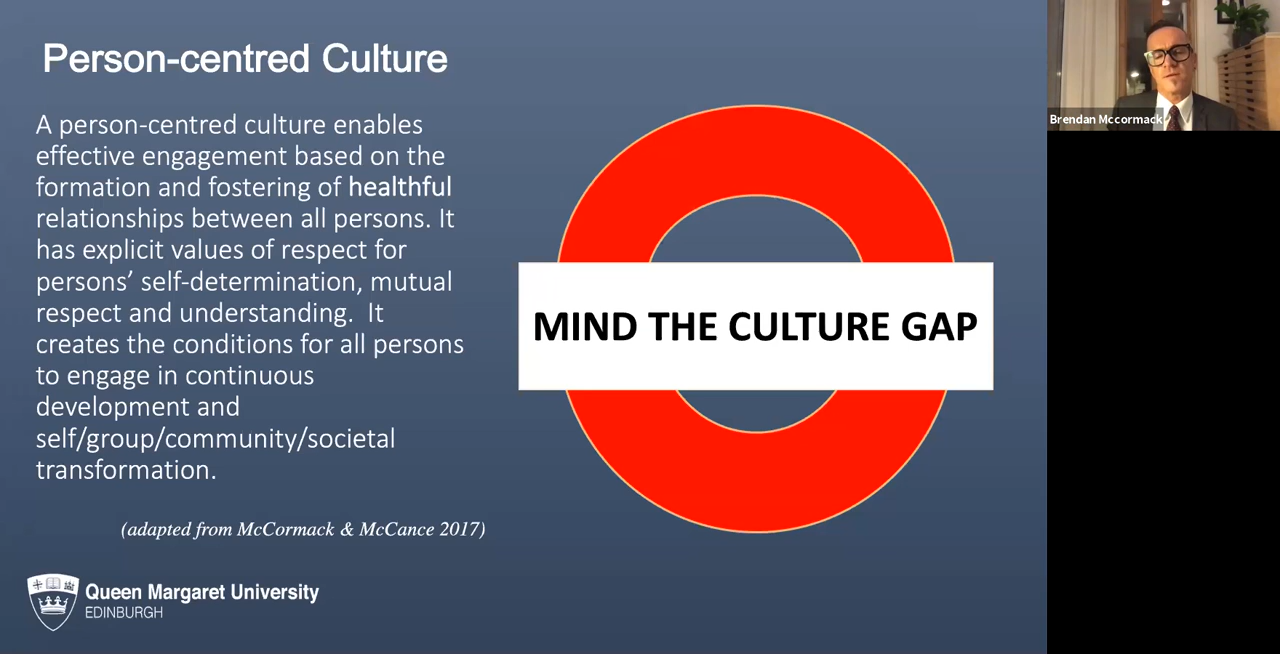 Person-centred Culture
A person-centred culture enables
effective engagement based on the
formation and fostering of healthful
relationships between all persons. It
has explicit values of respect for
persons’ self-determination, mutual
respect and understanding.  It
creates the conditions for all persons
to engage in continuous
development and
self/group/community/societal
transformation.
(adapted from McCormack & McCance 2017)
Queen Margaret University
EDINBURGH
MIND THE CULTURE GAP
Brendan Mccormack